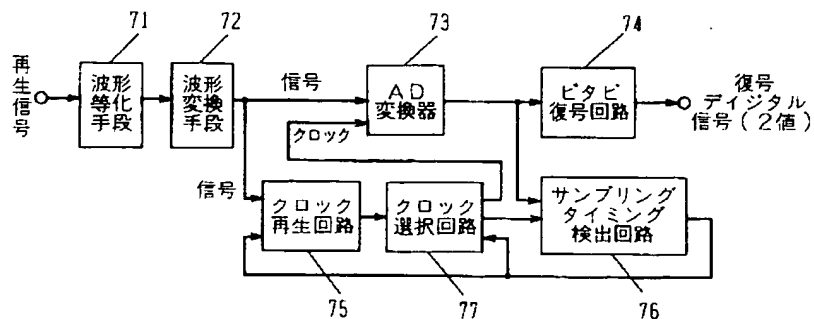 71
72
73
74
再生信号
波形
等化
手段
波形
変換
手段
信号
AD
変換器
ビタビ
復号回路
復号
ディジタル
信号(2値)
クロック
信号
クロック
再生回路
クロック
選択回路
サンプリング
タイミング
検出回路
75
77
76